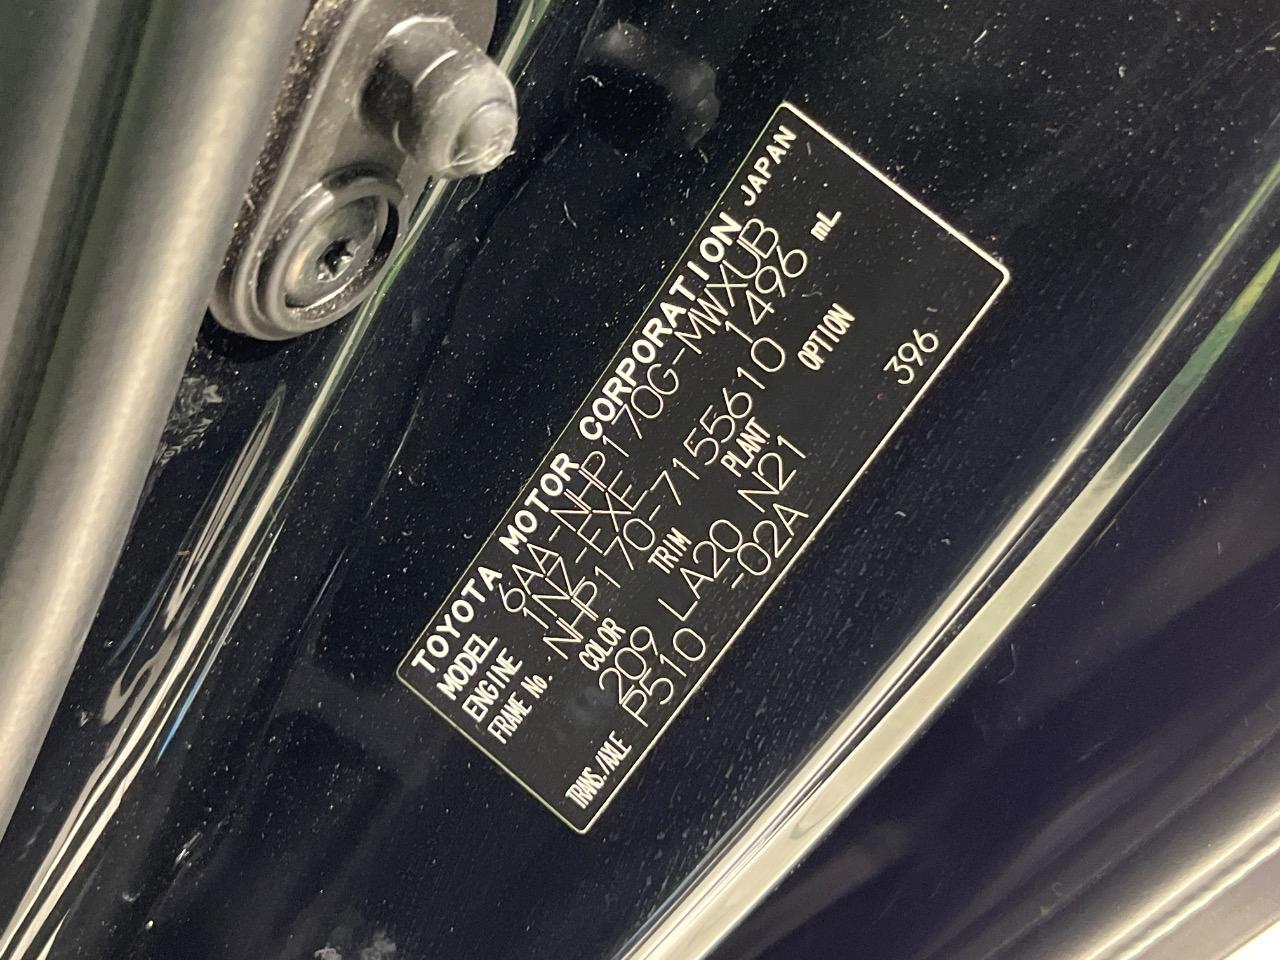 TOYOTA MOTOR CORPORATION JAPAN
MODEL 6AA-NHP170G-MWXUB
ENGINE 1NZ-FXE 1496 mL
FRAME No. NHP170-7155610
COLOR TRIM PLANT OPTION
209 LA20 N21
TRANS./AXLE P510 -02A 396